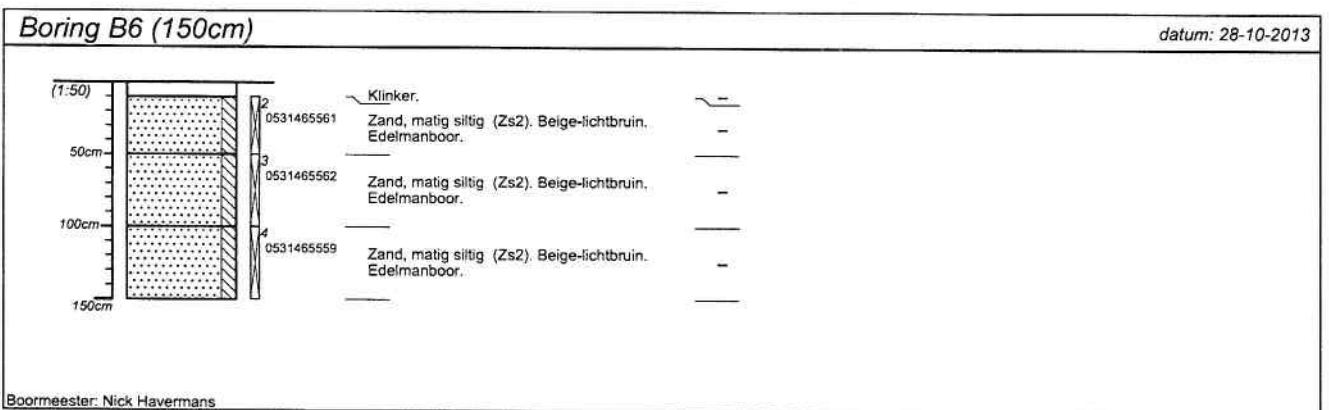 Boring B6 (150cm)
datum: 28-10-2013
(1:50)
Klinker.
2
0531465561
Zand, matig siltig (Zs2). Beige-lichtbruin.
Edelmanboor.
50cm
3
0531465562
Zand, matig siltig (Zs2). Beige-lichtbruin.
Edelmanboor.
100cm
4
0531465559
Zand, matig siltig (Zs2). Beige-lichtbruin.
Edelmanboor.
150cm
Boormeester: Nick Havermans